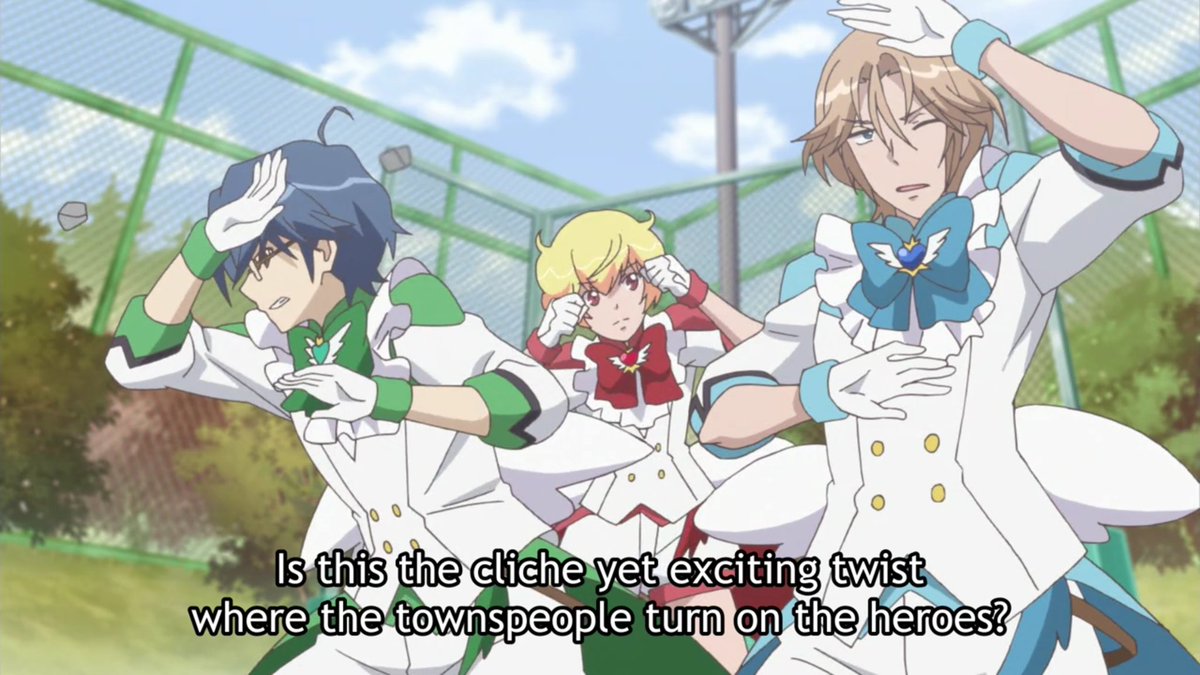 Is this the cliche yet exciting twist
where the townspeople turn on the heroes?